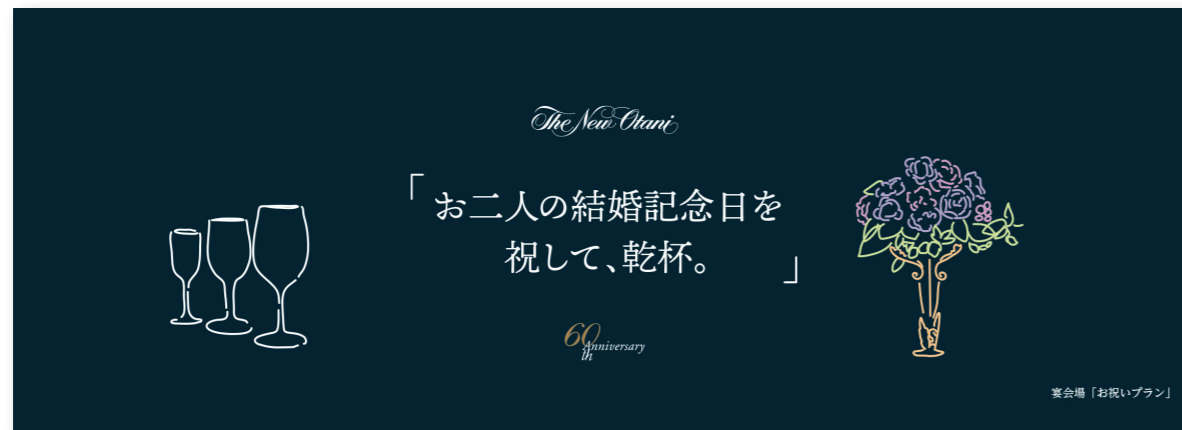 The New Otani
「お二人の結婚記念日を
祝して、乾杯。」
60th Anniversary
宴会場「お祝いプラン」